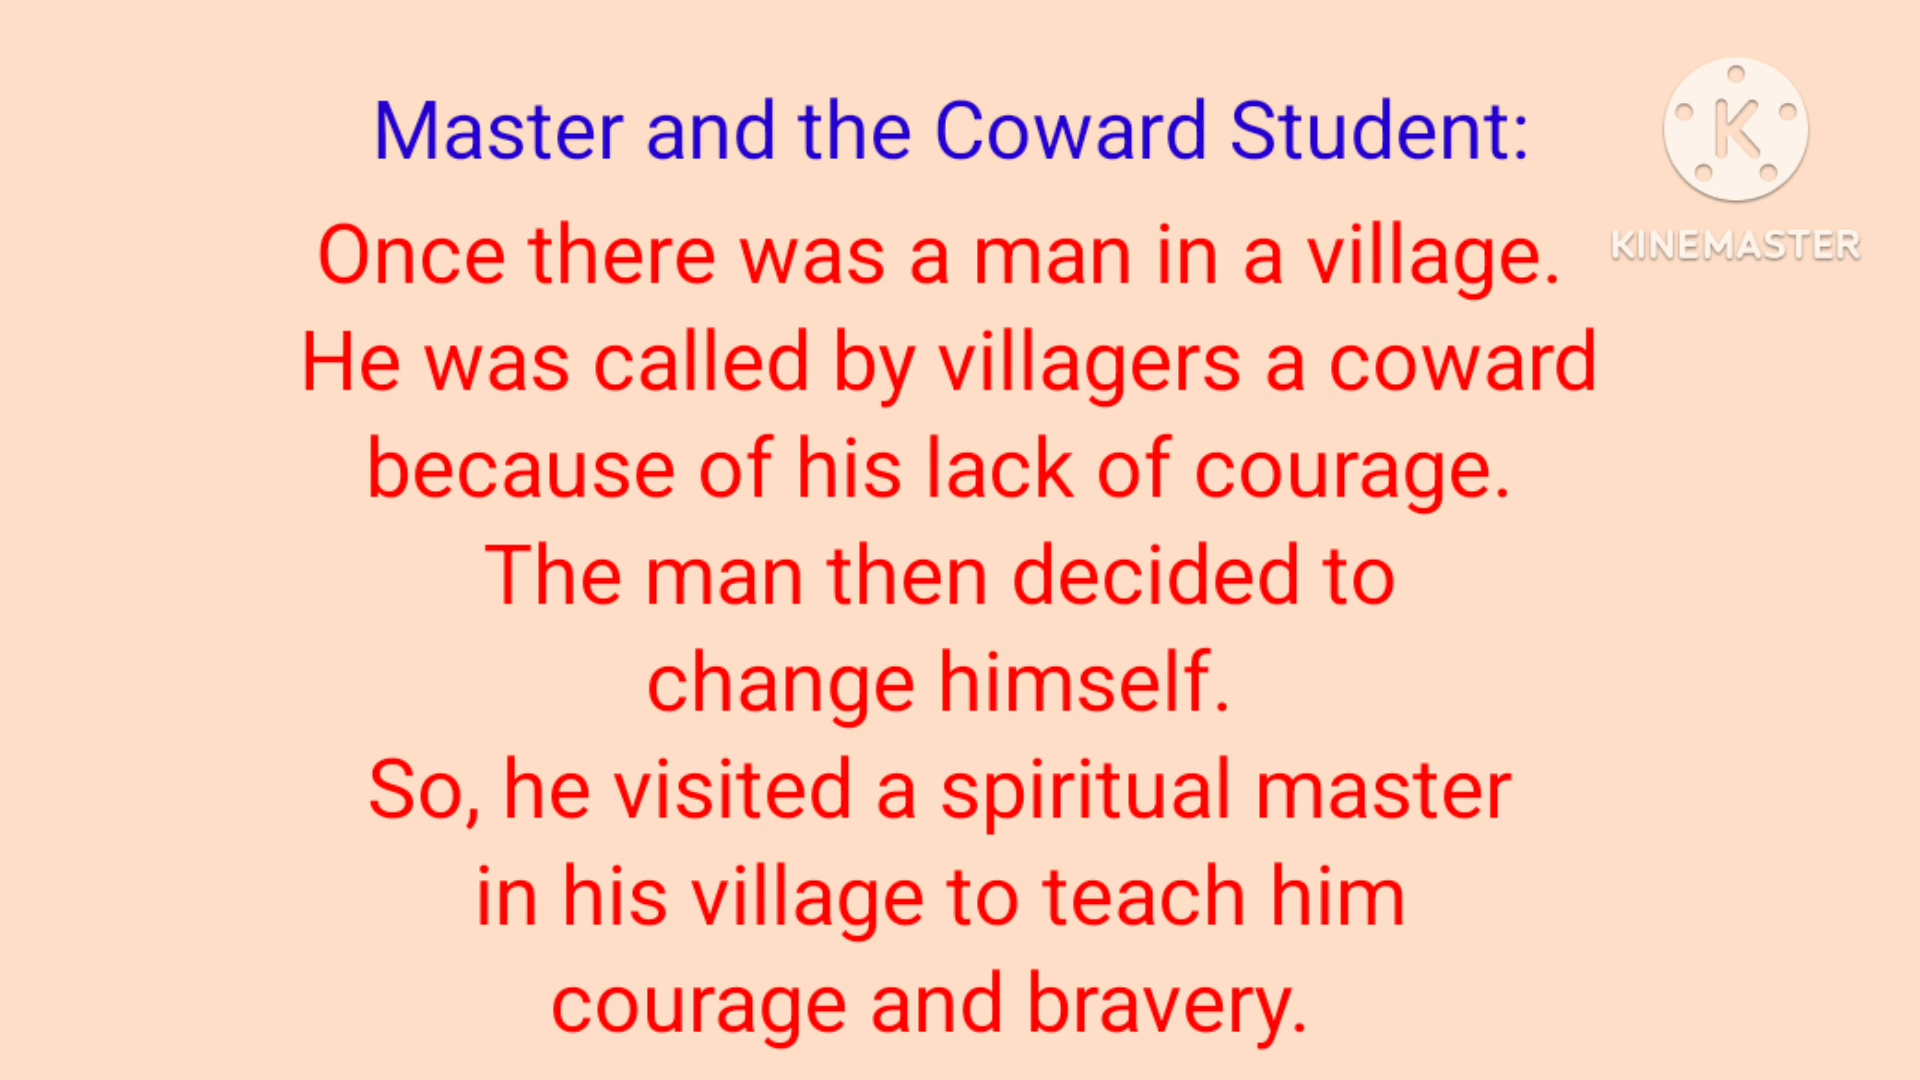 Master and the Coward Student:
Once there was a man in a village.
KINEMASTER
He was called by villagers a coward
because of his lack of courage.
The man then decided to
change himself.
So, he visited a spiritual master
in his village to teach him
courage and bravery.